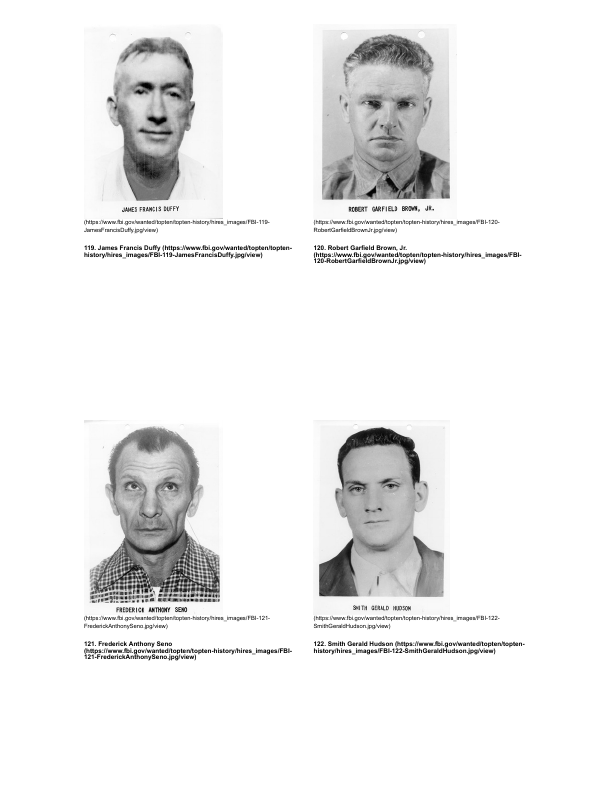 JAMES FRANCIS DUFFY
(https://www.fbi.gov/wanted/topten/topten-history/hires_images/FBI-119-
JamesFrancisDuffy.jpg/view)
119. James Francis Duffy (https://www.fbi.gov/wanted/topten/topten-
history/hires_images/FBI-119-JamesFrancisDuffy.jpg/view)
ROBERT GARFIELD BROWN, JR.
(https://www.fbi.gov/wanted/topten/topten-history/hires_images/FBI-120-
RobertGarfieldBrownJr.jpg/view)
120. Robert Garfield Brown, Jr.
(https://www.fbi.gov/wanted/topten/topten-history/hires_images/FBI-
120-RobertGarfieldBrownJr.jpg/view)
FREDERICK ANTHONY SENO
(https://www.fbi.gov/wanted/topten/topten-history/hires_images/FBI-121-
FrederickAnthonySeno.jpg/view)
121. Frederick Anthony Seno
(https://www.fbi.gov/wanted/topten/topten-history/hires_images/FBI-
121-FrederickAnthonySeno.jpg/view)
SMITH GERALD HUDSON
(https://www.fbi.gov/wanted/topten/topten-history/hires_images/FBI-122-
SmithGeraldHudson.jpg/view)
122. Smith Gerald Hudson (https://www.fbi.gov/wanted/topten/topten-
history/hires_images/FBI-122-SmithGeraldHudson.jpg/view)